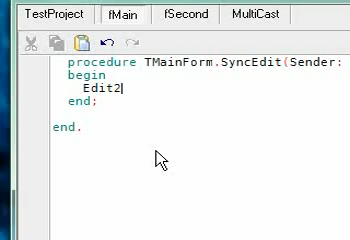 TestProject fMain fSecond MultiCast
procedure TMainForm.SyncEdit(Sender:
begin
Edit2
end;
end.